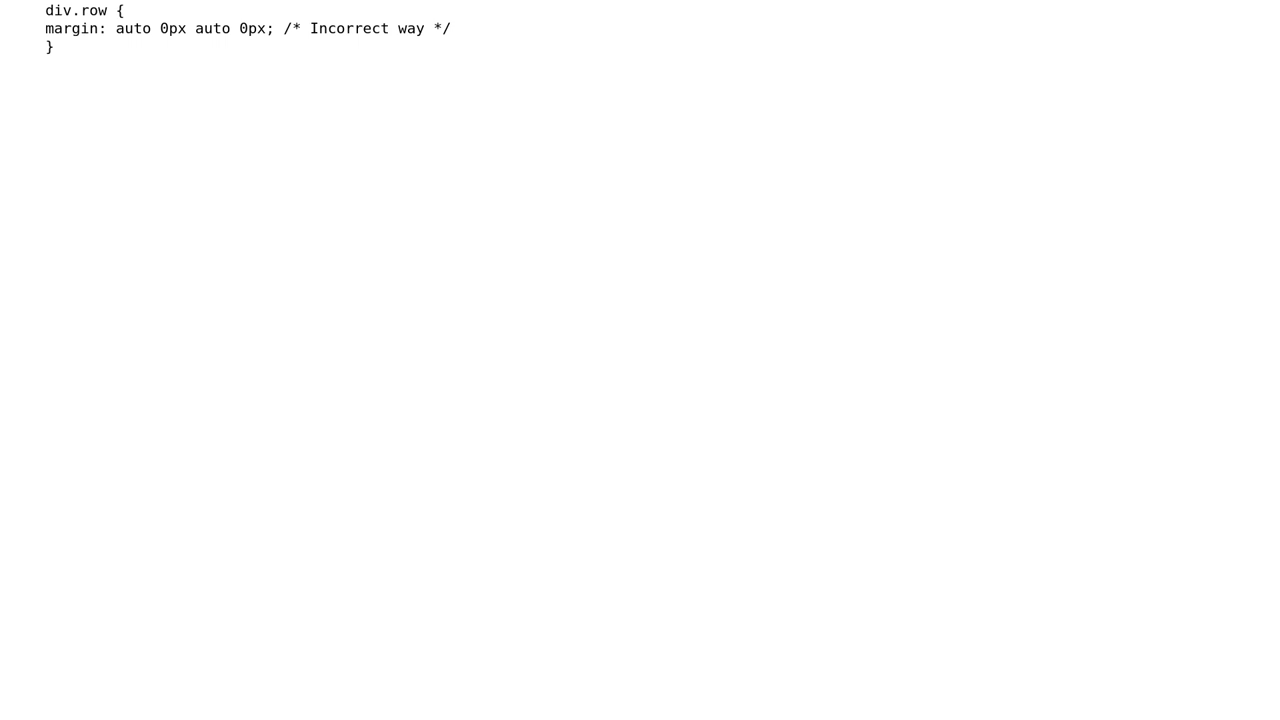 div.row {
margin: auto 0px auto 0px; /* Incorrect way */
}